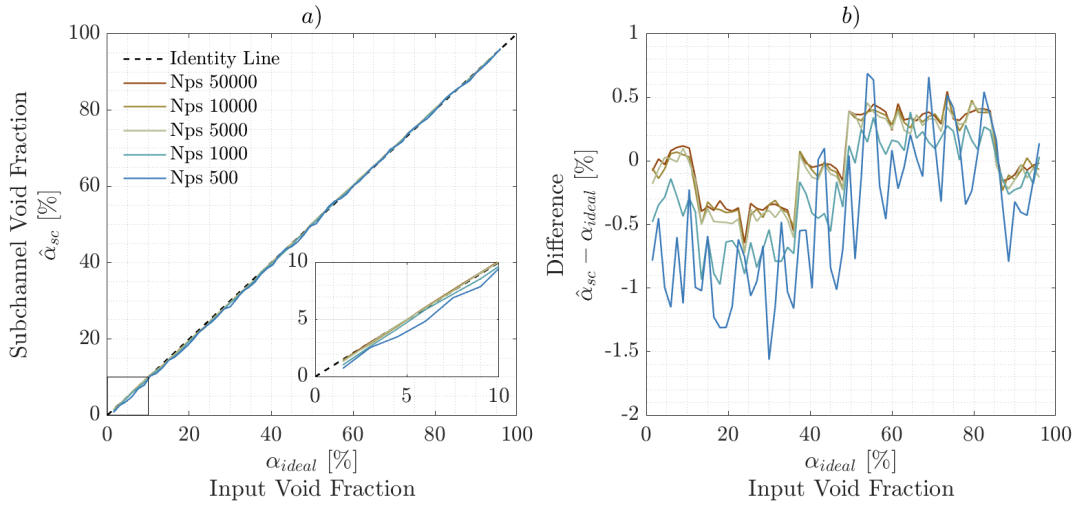 a)
100
80
60
40
20
0
Subchannel Void Fraction
α̂sc [%]
Identity Line
Nps 50000
Nps 10000
Nps 5000
Nps 1000
Nps 500
10
5
0
0 5 10
0 20 40 60 80 100
αideal [%]
Input Void Fraction
b)
1
0.5
0
-0.5
-1
-1.5
-2
Difference
α̂sc − αideal [%]
0 20 40 60 80 100
αideal [%]
Input Void Fraction